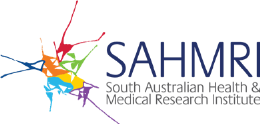 SAHMRI
South Australian Health &
Medical Research Institute